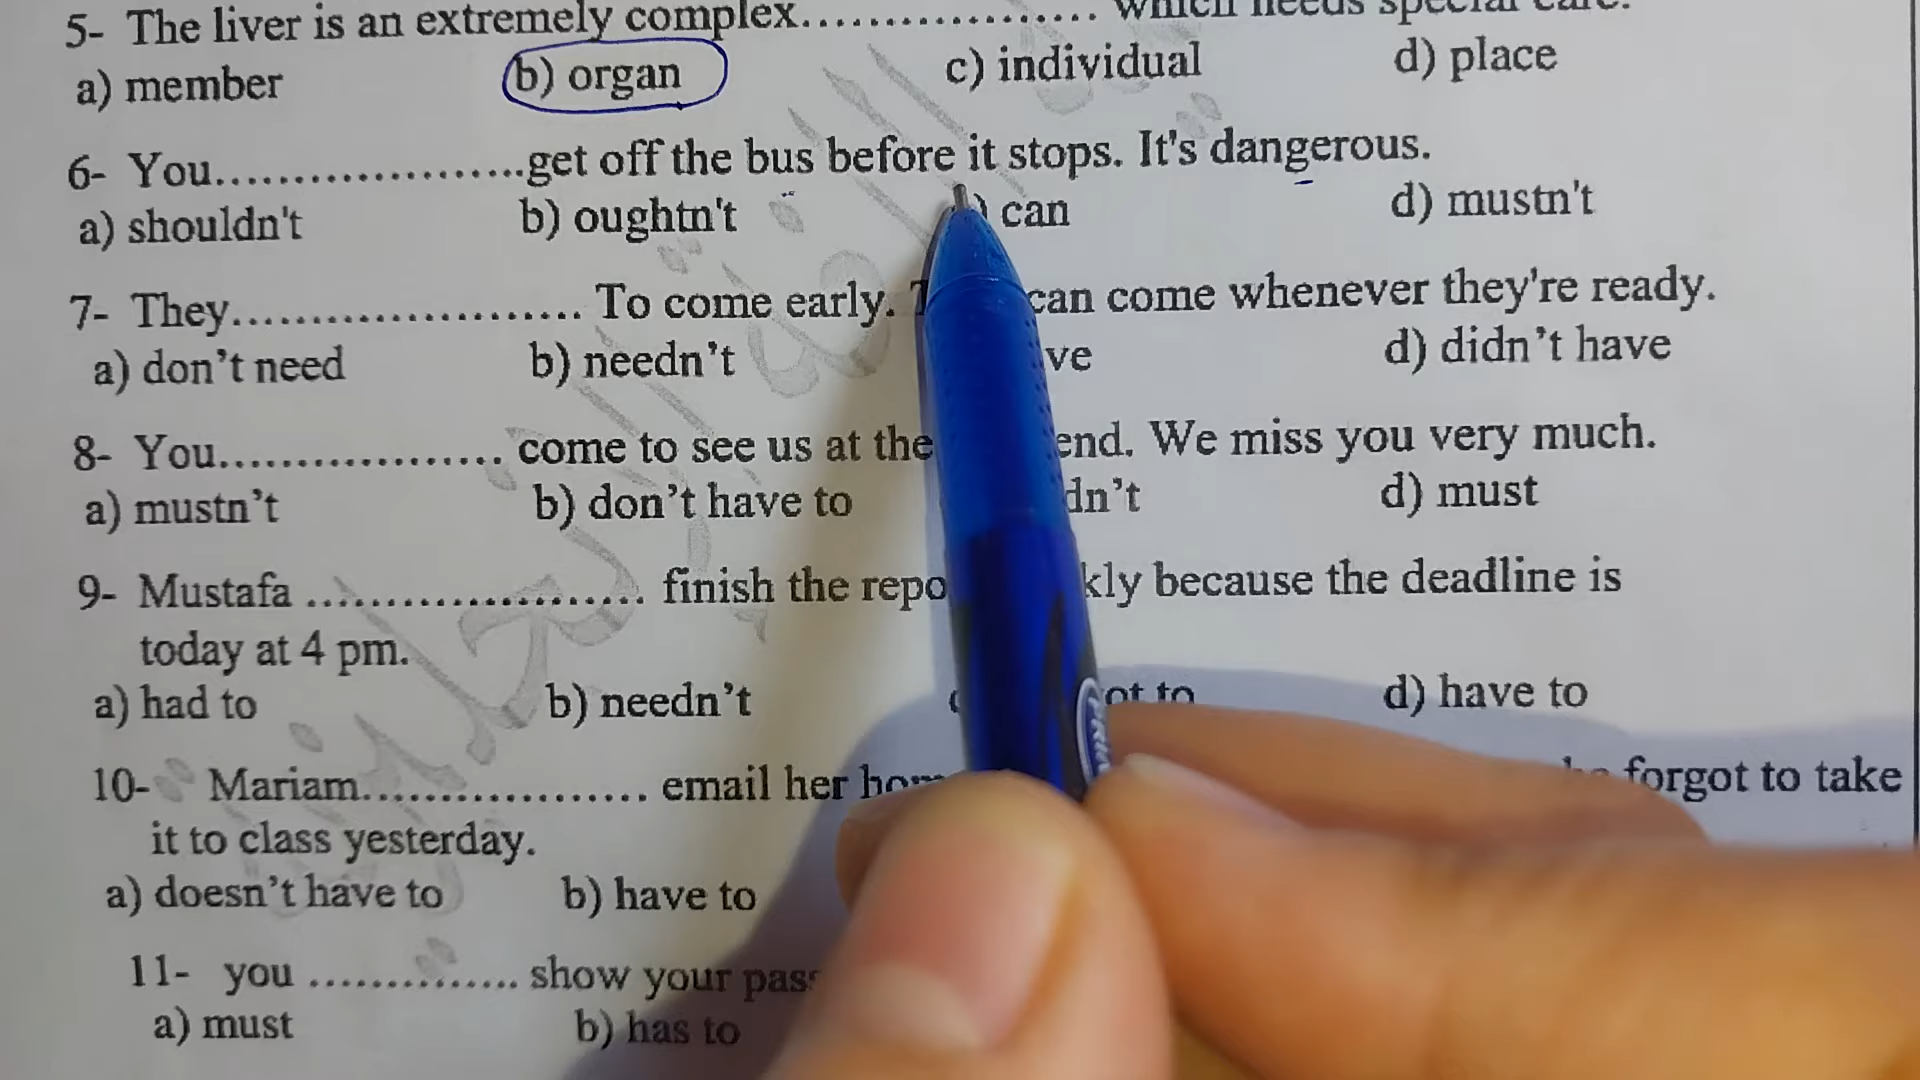 5- The liver is an extremely complex................... which needs special care.
a) member b) organ c) individual d) place
6- You....................get off the bus before it stops. It's dangerous.
a) shouldn't b) oughtn't can d) mustn't
7- They....................... To come early. can come whenever they're ready.
a) don't need b) needn't ve d) didn't have
8- You.................. come to see us at the end. We miss you very much.
a) mustn't b) don't have to dn't d) must
9- Mustafa ...................... finish the repo kly because the deadline is
today at 4 pm.
a) had to b) needn't ot to d) have to
10- Mariam................... email her forgot to take
it to class yesterday.
a) doesn't have to b) have to
11- you .............. show your pas
a) must b) has to